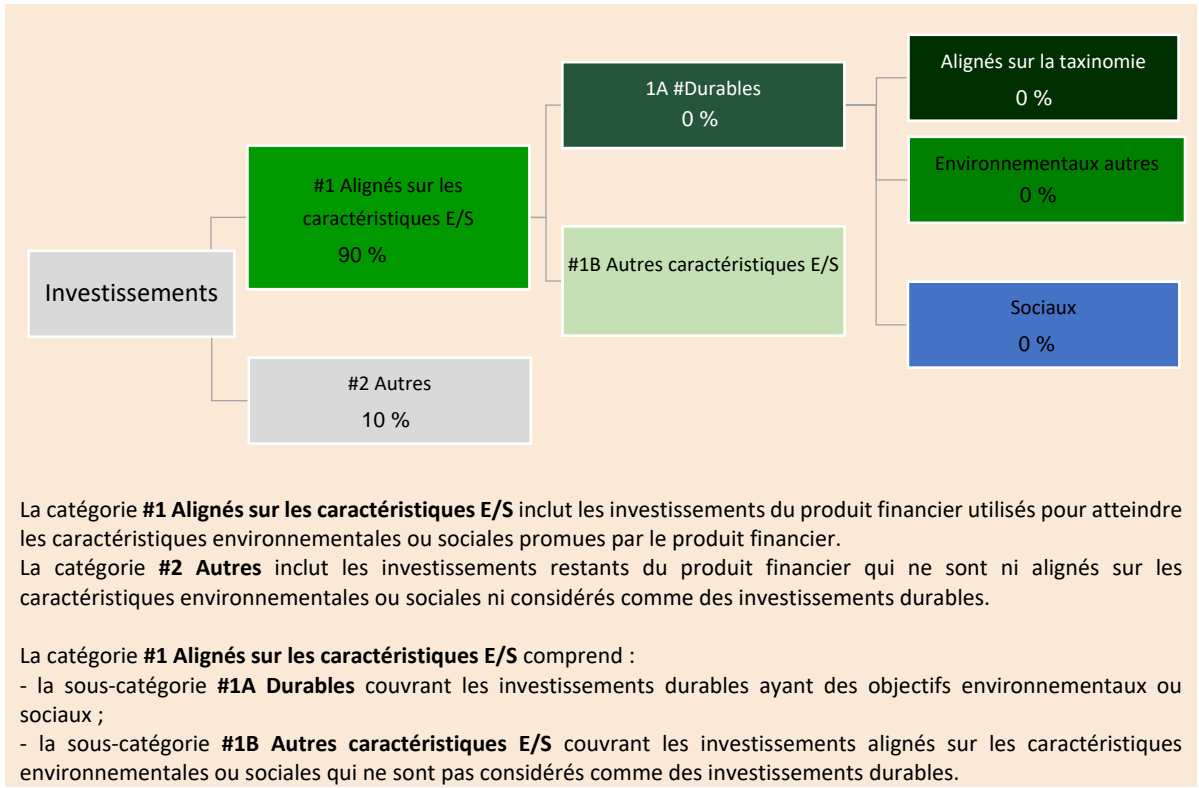 Investissements
#1 Alignés sur les
caractéristiques E/S
90 %
#2 Autres
10 %
1A #Durables
0 %
#1B Autres caractéristiques E/S
Alignés sur la taxinomie
0 %
Environnementaux autres
0 %
Sociaux
0 %
La catégorie #1 Alignés sur les caractéristiques E/S inclut les investissements du produit financier utilisés pour atteindre
les caractéristiques environnementales ou sociales promues par le produit financier.
La catégorie #2 Autres inclut les investissements restants du produit financier qui ne sont ni alignés sur les
caractéristiques environnementales ou sociales ni considérés comme des investissements durables.
La catégorie #1 Alignés sur les caractéristiques E/S comprend :
- la sous-catégorie #1A Durables couvrant les investissements durables ayant des objectifs environnementaux ou
sociaux ;
- la sous-catégorie #1B Autres caractéristiques E/S couvrant les investissements alignés sur les caractéristiques
environnementales ou sociales qui ne sont pas considérés comme des investissements durables.